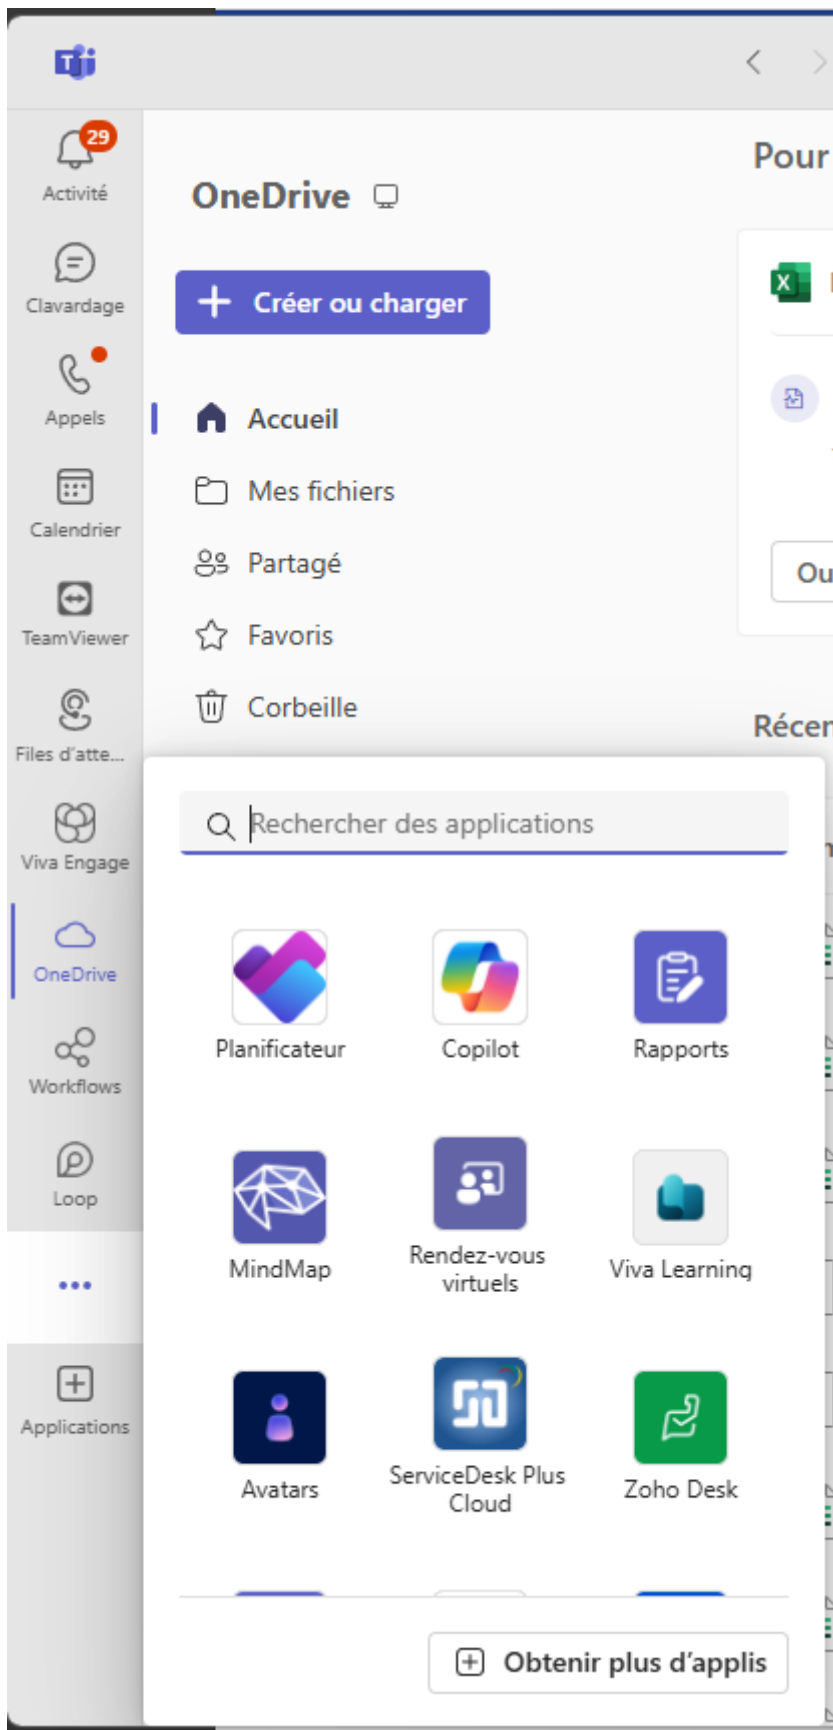 29
Activité
Clavardage
Appels
Calendrier
TeamViewer
Files d'atte...
Viva Engage
OneDrive
Workflows
Loop
Applications
OneDrive
Créer ou charger
Accueil
Mes fichiers
Partagé
Favoris
Corbeille
Pour
Rechercher des applications
Planificateur
Copilot
Rapports
MindMap
Rendez-vous
virtuels
Viva Learning
Avatars
ServiceDesk Plus
Cloud
Zoho Desk
Obtenir plus d'applis